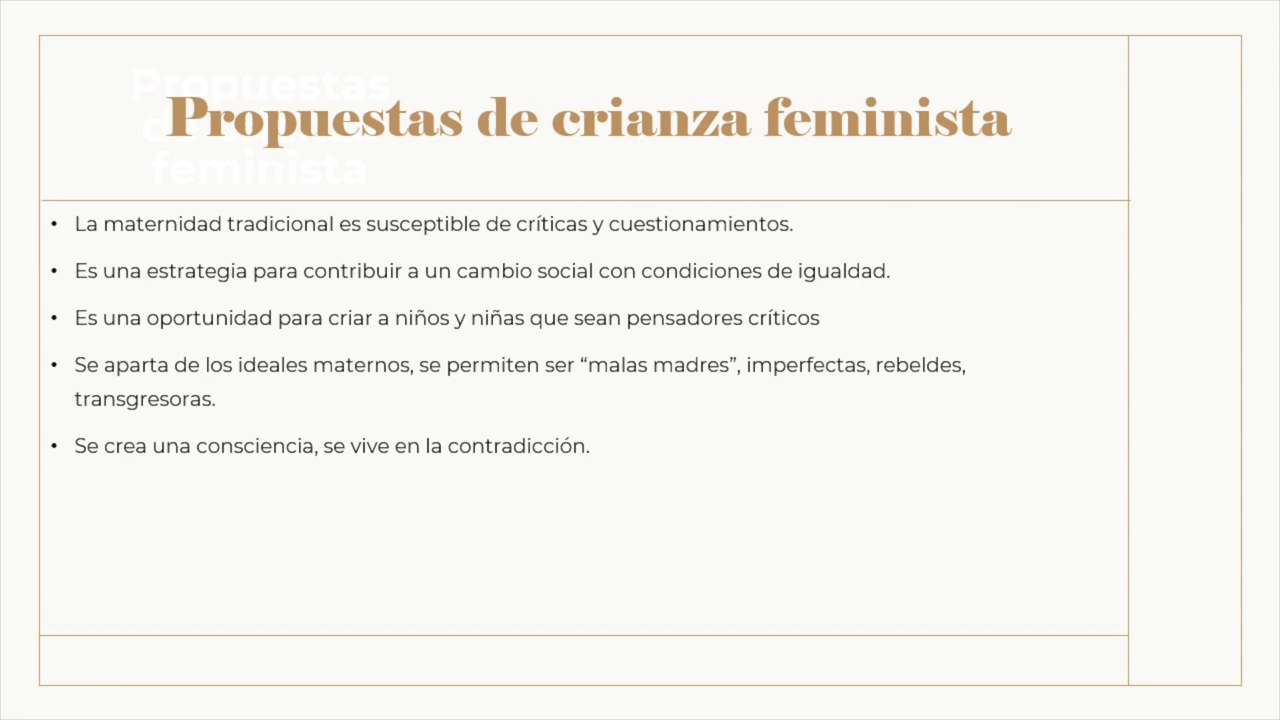 Propuestas de crianza feminista
• La maternidad tradicional es susceptible de críticas y cuestionamientos.
• Es una estrategia para contribuir a un cambio social con condiciones de igualdad.
• Es una oportunidad para criar a niños y niñas que sean pensadores críticos
• Se aparta de los ideales maternos, se permiten ser “malas madres”, imperfectas, rebeldes,
transgresoras.
• Se crea una consciencia, se vive en la contradicción.
Propuestas
feminista